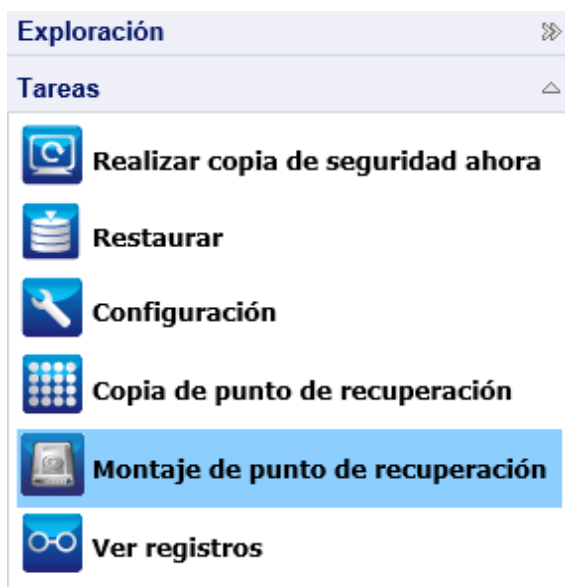 Exploración
Tareas
Realizar copia de seguridad ahora
Restaurar
Configuración
Copia de punto de recuperación
Montaje de punto de recuperación
Ver registros